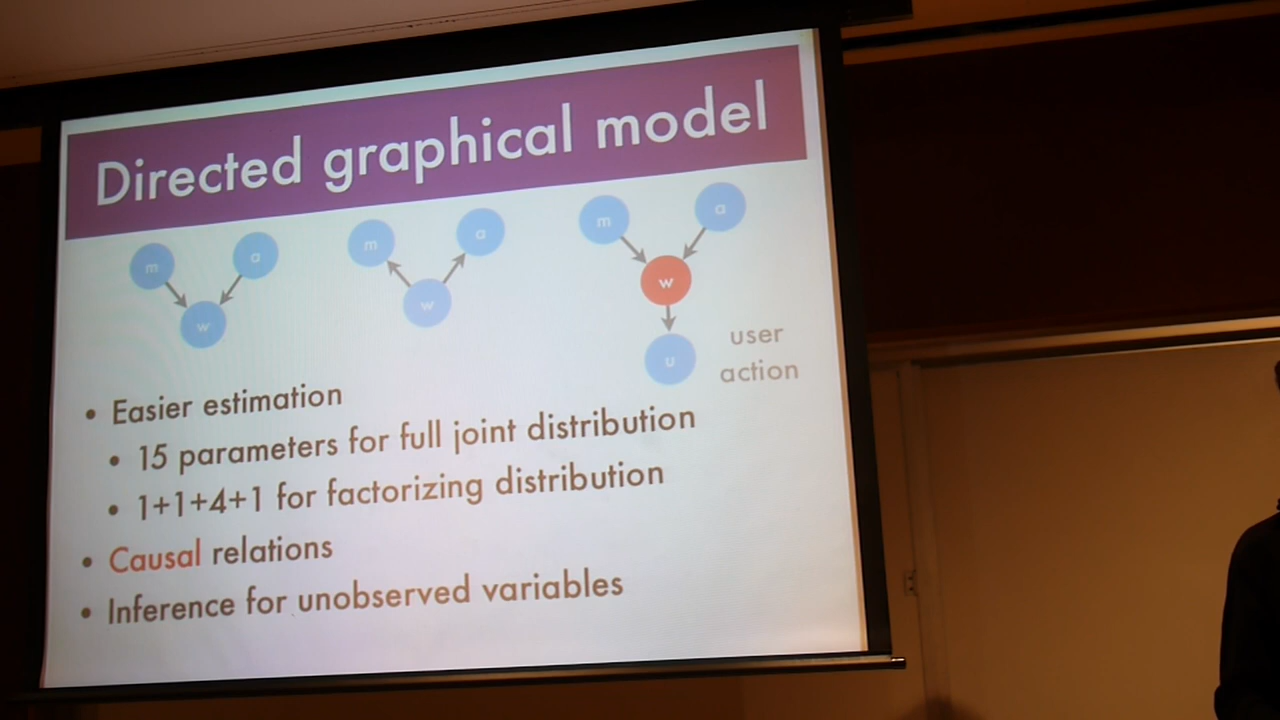 Directed graphical model
m a
w
m a
w
m a
w
u
user
action
• Easier estimation
• 15 parameters for full joint distribution
• 1+1+4+1 for factorizing distribution
• Causal relations
• Inference for unobserved variables